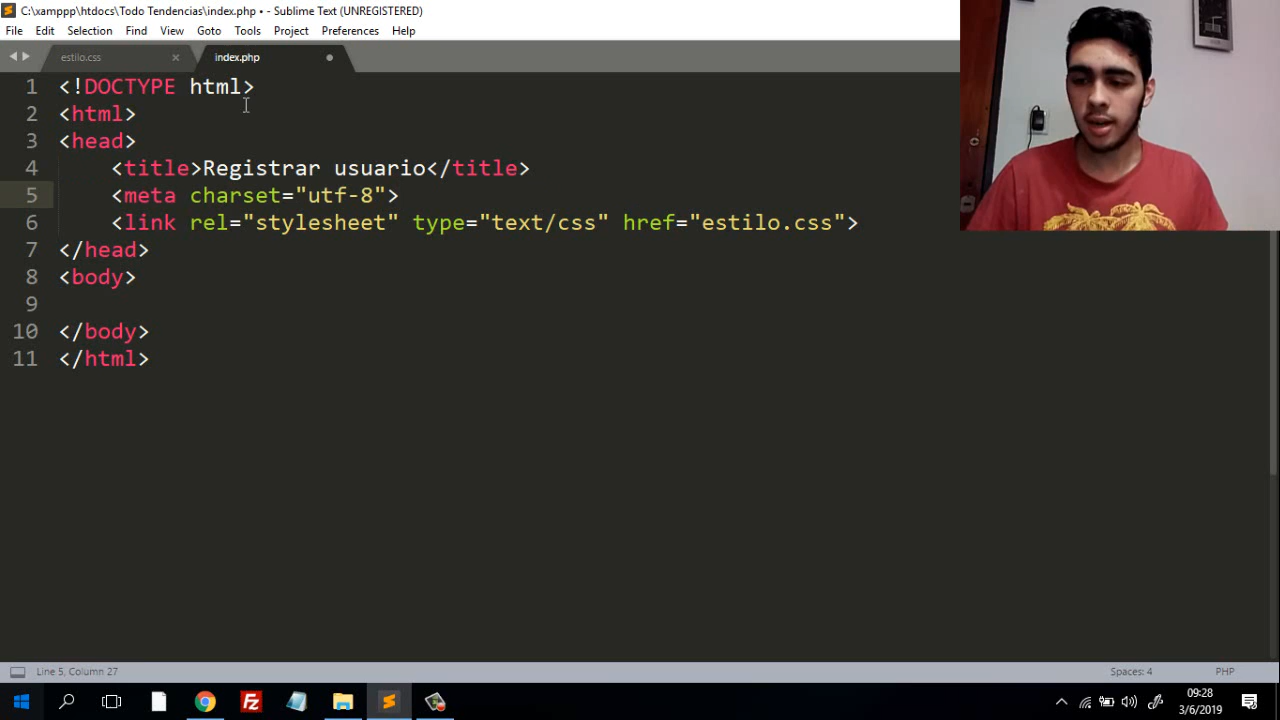 C:\xamppp\htdocs\Todo Tendencias\index.php • - Sublime Text (UNREGISTERED)
File Edit Selection Find View Goto Tools Project Preferences Help
estilo.css × index.php
1 <!DOCTYPE html>
2 <html>
3 <head>
4 <title>Registrar usuario</title>
5 <meta charset="utf-8">
6 <link rel="stylesheet" type="text/css" href="estilo.css">
7 </head>
8 <body>
9
10 </body>
11 </html>
Line 5, Column 27 Spaces: 4 PHP
Fz
09:28
3/6/2019